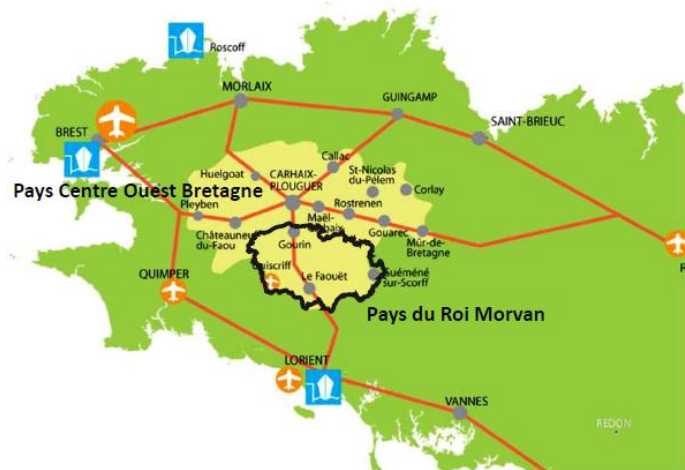 Roscoff
MORLAIX
GUINGAMP
SAINT-BRIEUC
BREST
Callac
Huelgoat
CARHAIX-
PLOUGUER
St-Nicolas
du-Pélem
Corlay
Pays Centre Ouest Bretagne
Pleyben
Rostrenen
Maël-
Châteauneuf
du-Faou
Gouarec
Mûr-de-
Bretagne
Gourin
QUIMPER
Le Faouët
Guéméné
sur-Scorff
Pays du Roi Morvan
LORIENT
VANNES
REDON
R